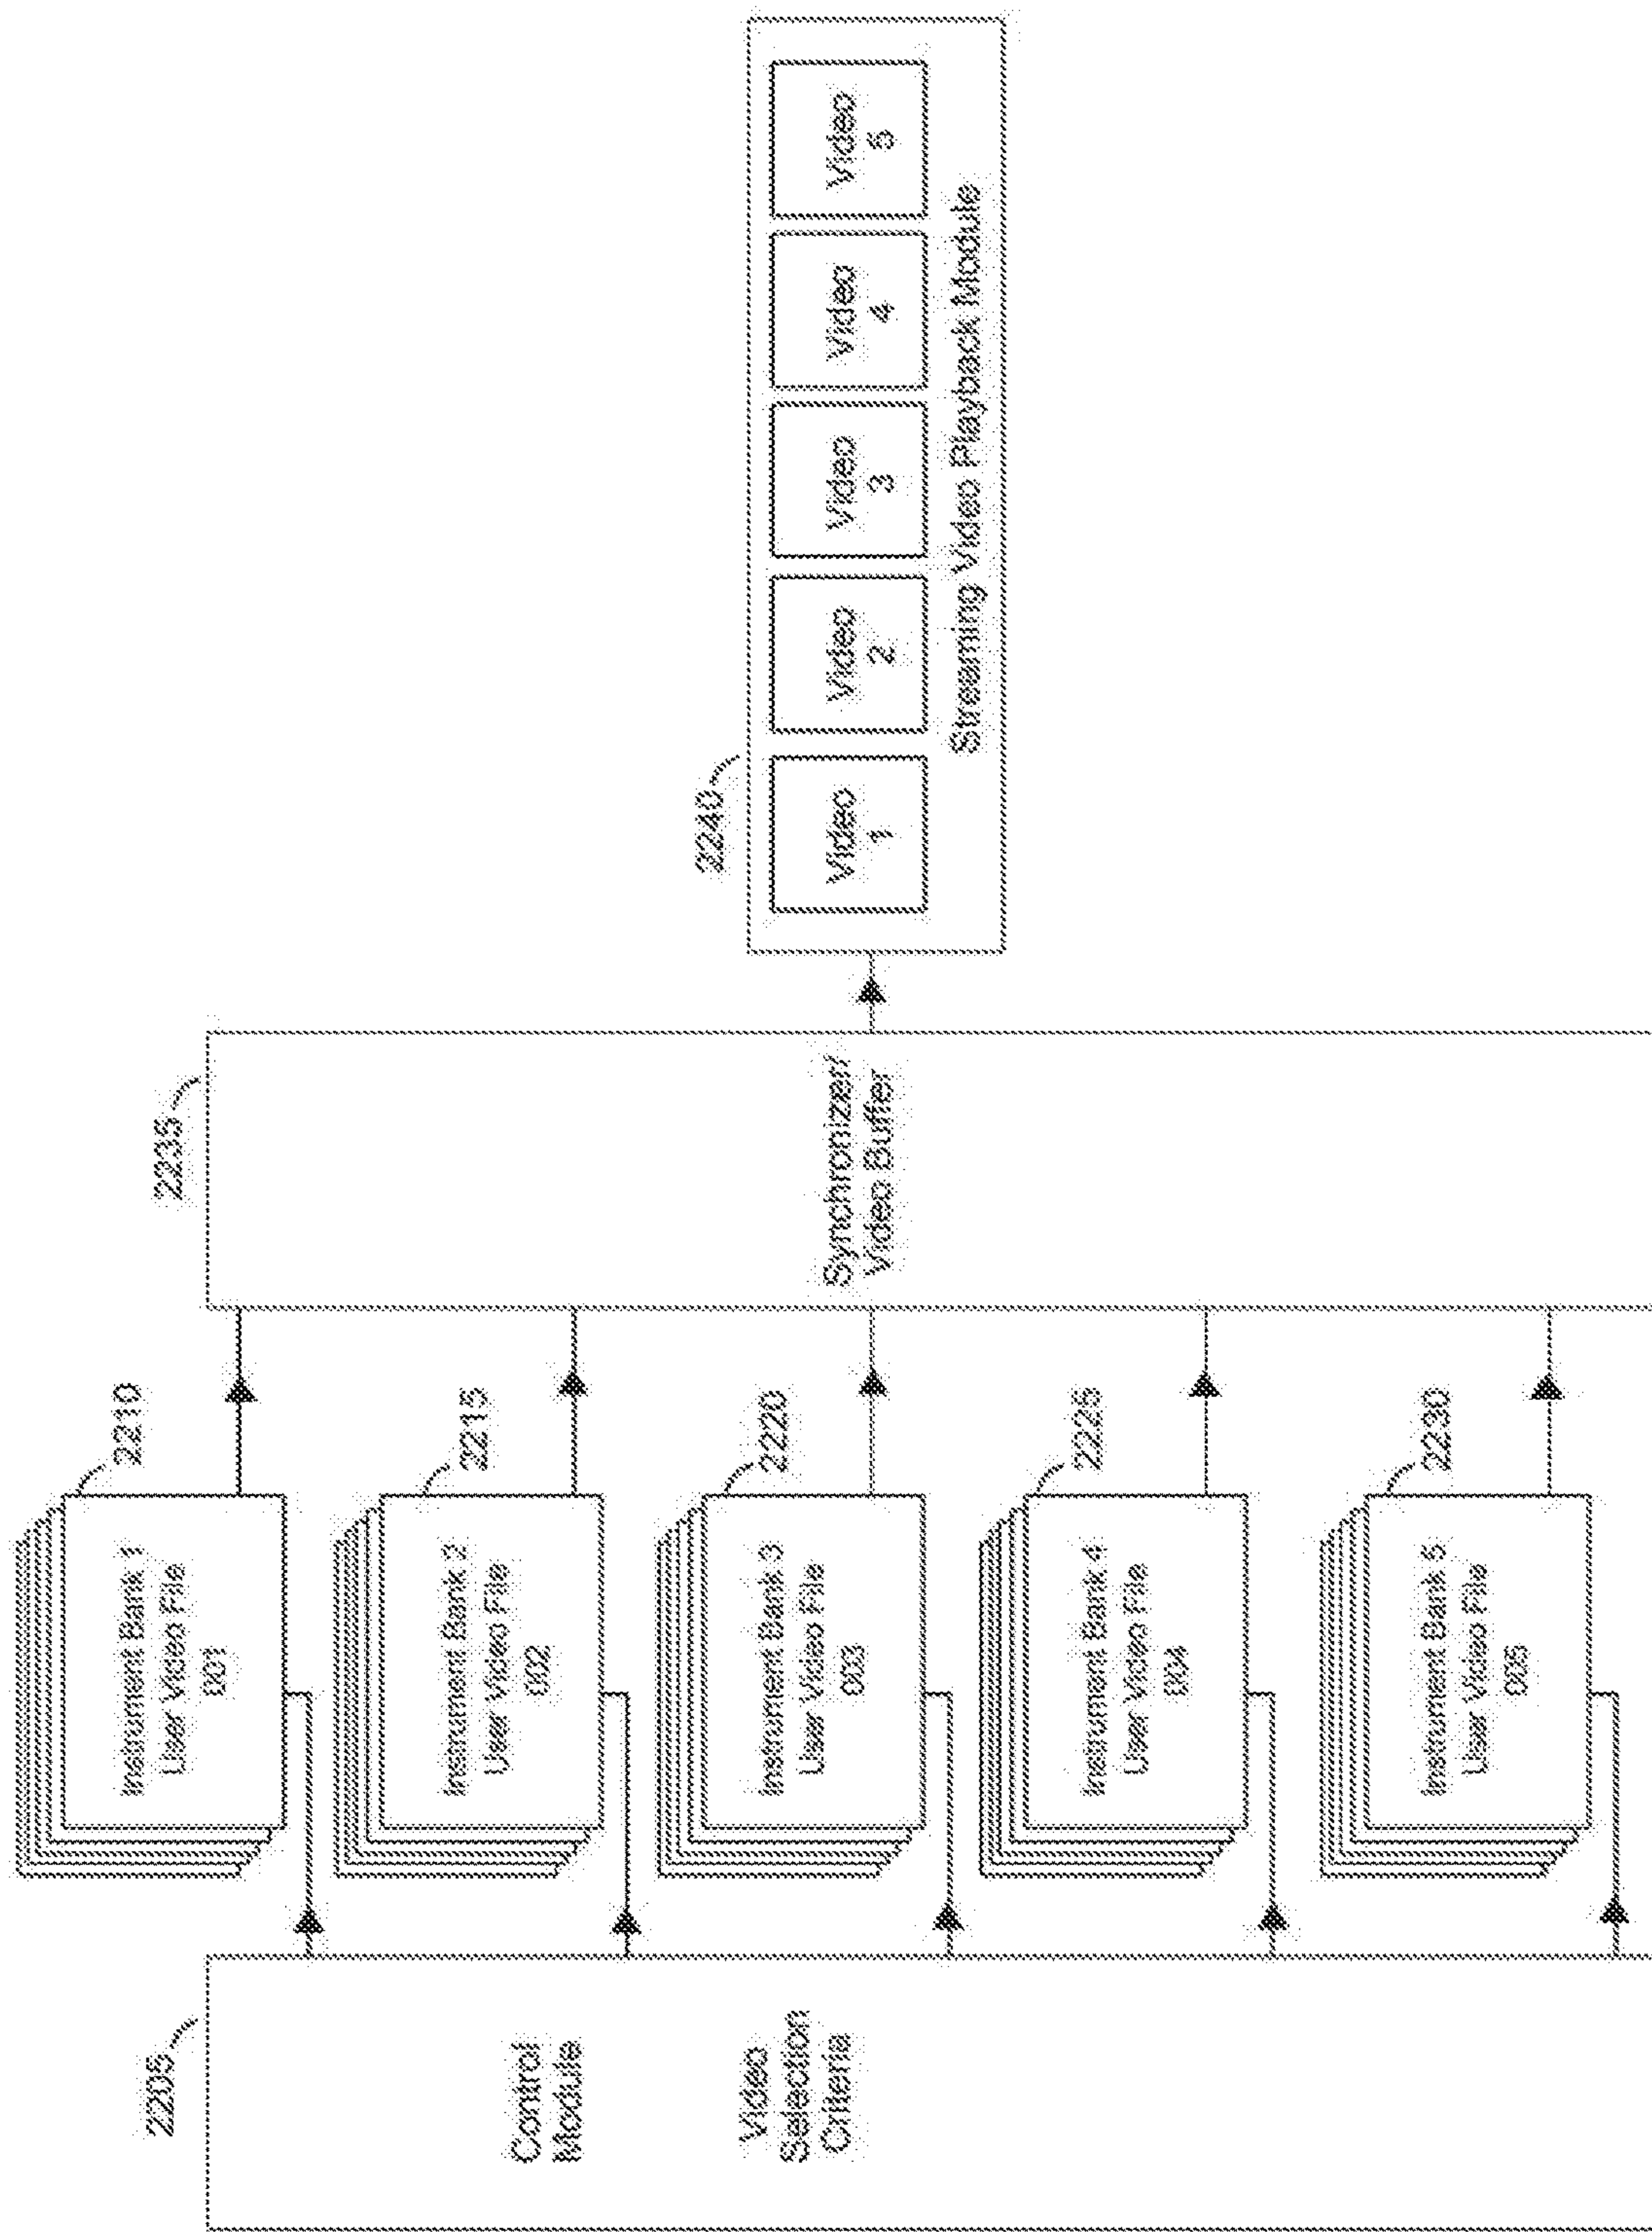 2205
Control
Module
Video
Selection
Criteria
2210
Instrument Bank 1
User Video File
001
2215
Instrument Bank 2
User Video File
002
2220
Instrument Bank 3
User Video File
003
2225
Instrument Bank 4
User Video File
004
2230
Instrument Bank 5
User Video File
005
2235
Synchronizer/
Video Buffer
2240
Video
1
Video
2
Video
3
Video
4
Video
5
Streaming Video Playback Module